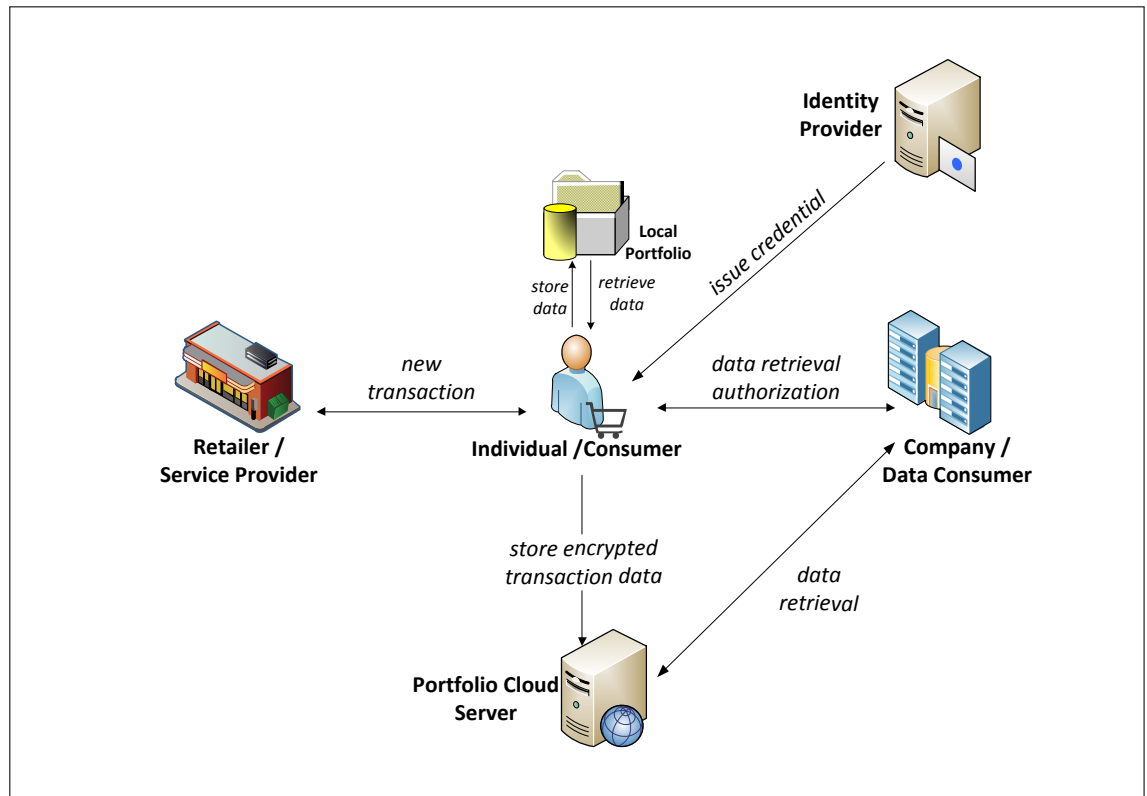 Identity
Provider
Local
Portfolio
issue credential
store
data
retrieve
data
new
transaction
data retrieval
authorization
Retailer /
Service Provider
Individual /Consumer
Company /
Data Consumer
store encrypted
transaction data
data
retrieval
Portfolio Cloud
Server